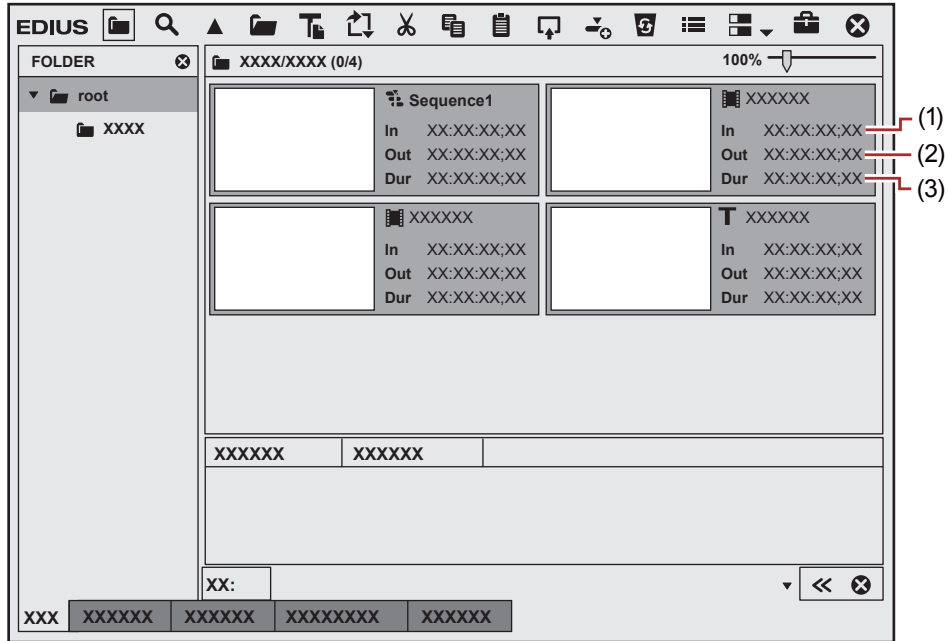 EDIUS
FOLDER
XXXX/XXXX (0/4)
100%
root
XXXX
Sequence1
In XX:XX:XX;XX
Out XX:XX:XX;XX
Dur XX:XX:XX;XX
XXXXXX
In XX:XX:XX;XX
Out XX:XX:XX;XX
Dur XX:XX:XX;XX
(1)
(2)
(3)
XXXXXX
In XX:XX:XX;XX
Out XX:XX:XX;XX
Dur XX:XX:XX;XX
T XXXXXX
In XX:XX:XX;XX
Out XX:XX:XX;XX
Dur XX:XX:XX;XX
XXXXXX XXXXXX
XX:
XXX XXXXXX XXXXXX XXXXXXXX XXXXXX